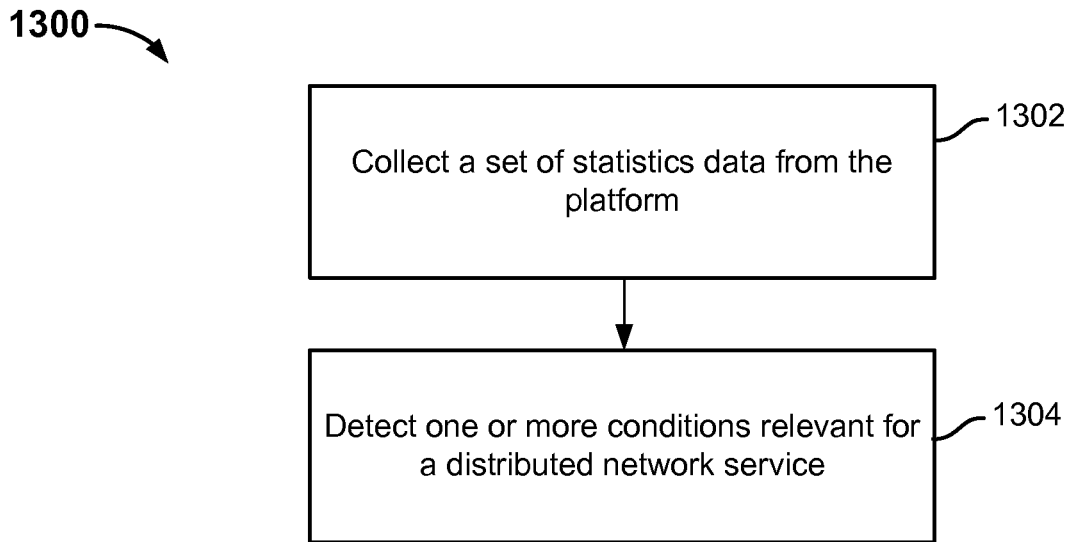 1300
1302
Collect a set of statistics data from the
platform
1304
Detect one or more conditions relevant for
a distributed network service